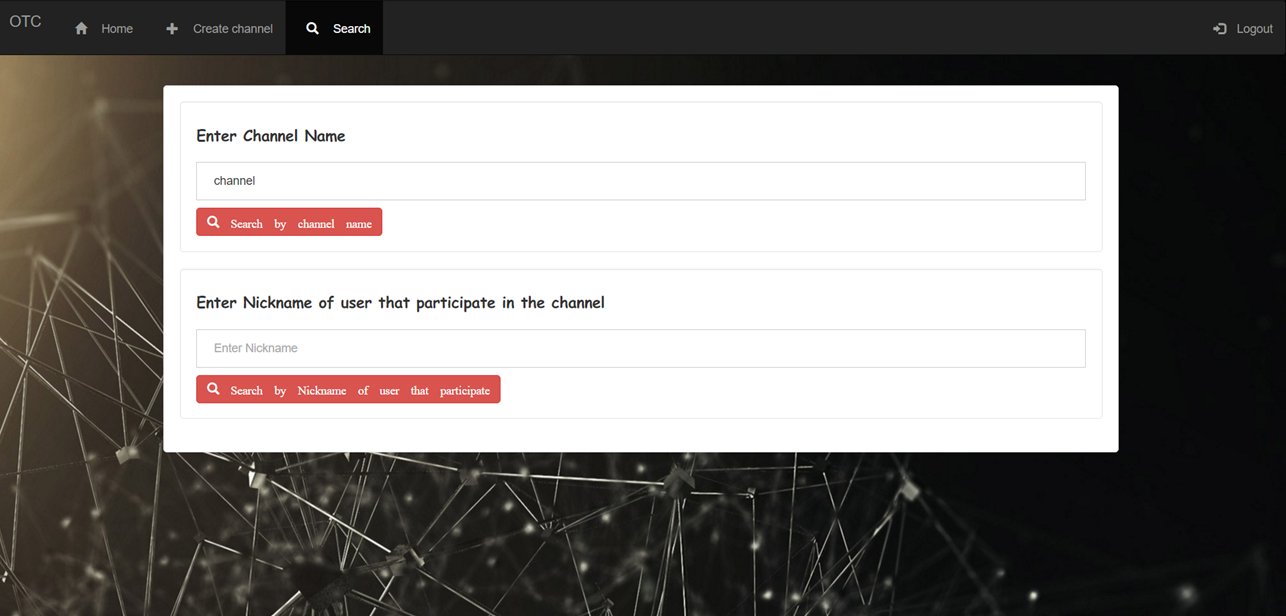 OTC Home Create channel Search Logout
Enter Channel Name
channel
Search by channel name
Enter Nickname of user that participate in the channel
Enter Nickname
Search by Nickname of user that participate